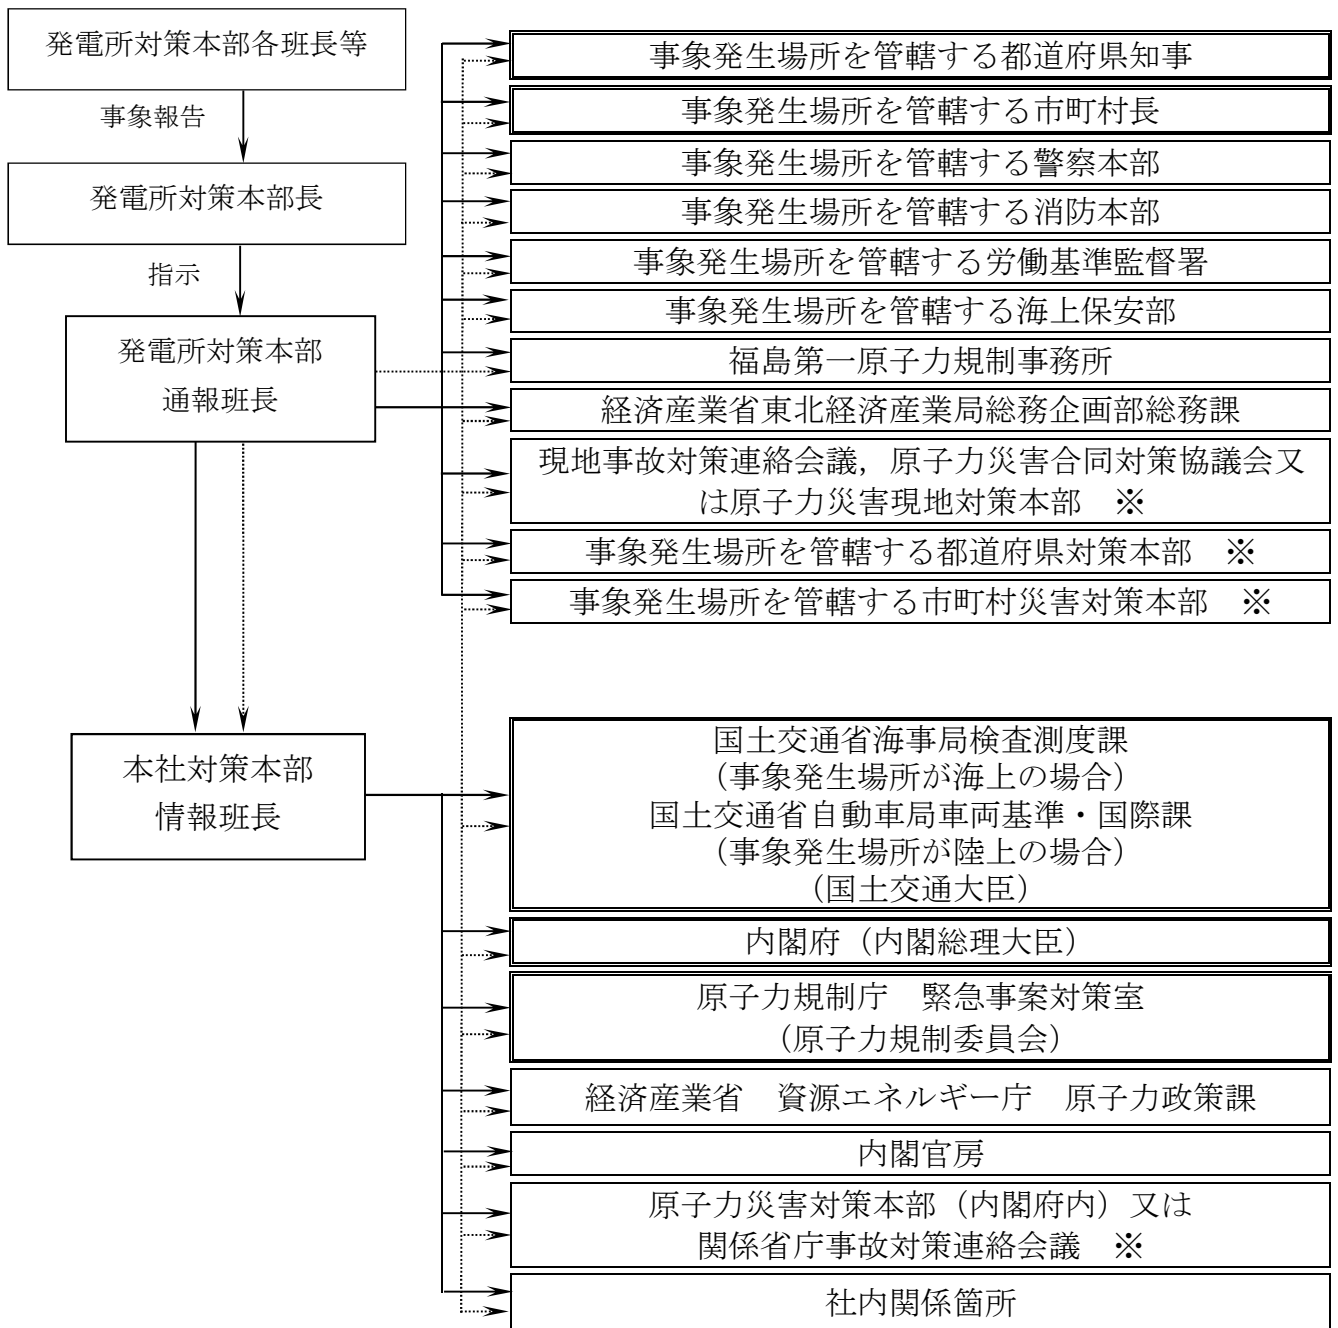 発電所対策本部各班長等
事象報告
発電所対策本部長
指示
発電所対策本部
通報班長
事象発生場所を管轄する都道府県知事
事象発生場所を管轄する市町村長
事象発生場所を管轄する警察本部
事象発生場所を管轄する消防本部
事象発生場所を管轄する労働基準監督署
事象発生場所を管轄する海上保安部
福島第一原子力規制事務所
経済産業省東北経済産業局総務企画部総務課
現地事故対策連絡会議，原子力災害合同対策協議会又
は原子力災害現地対策本部　※
事象発生場所を管轄する都道府県対策本部　※
事象発生場所を管轄する市町村災害対策本部　※
本社対策本部
情報班長
国土交通省海事局検査測度課
（事象発生場所が海上の場合）
国土交通省自動車局車両基準・国際課
（事象発生場所が陸上の場合）
（国土交通大臣）
内閣府（内閣総理大臣）
原子力規制庁　緊急事案対策室
（原子力規制委員会）
経済産業省　資源エネルギー庁　原子力政策課
内閣官房
原子力災害対策本部（内閣府内）又は
関係省庁事故対策連絡会議　※
社内関係箇所